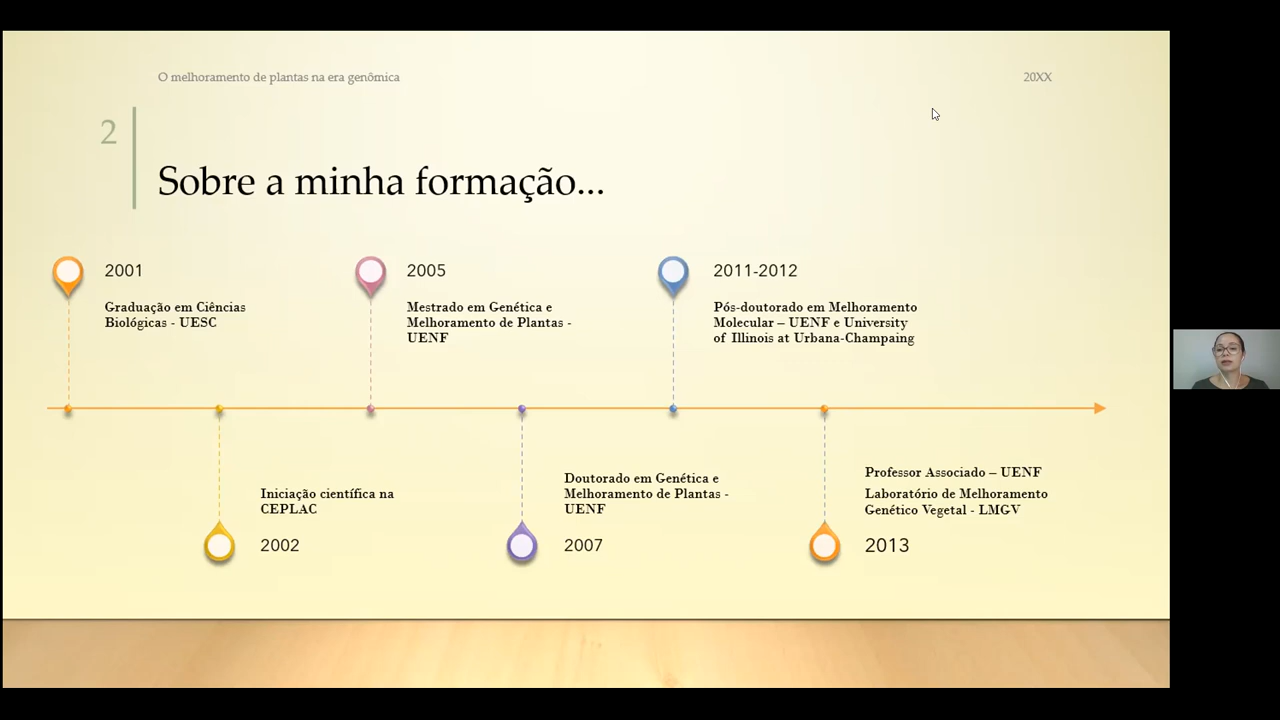 O melhoramento de plantas na era genômica
20XX
2
Sobre a minha formação...
2001
Graduação em Ciências
Biológicas - UESC
2005
Mestrado em Genética e
Melhoramento de Plantas -
UENF
2011-2012
Pós-doutorado em Melhoramento
Molecular – UENF e University
of Illinois at Urbana-Champaing
Iniciação científica na
CEPLAC
2002
Doutorado em Genética e
Melhoramento de Plantas -
UENF
2007
Professor Associado – UENF
Laboratório de Melhoramento
Genético Vegetal - LMGV
2013